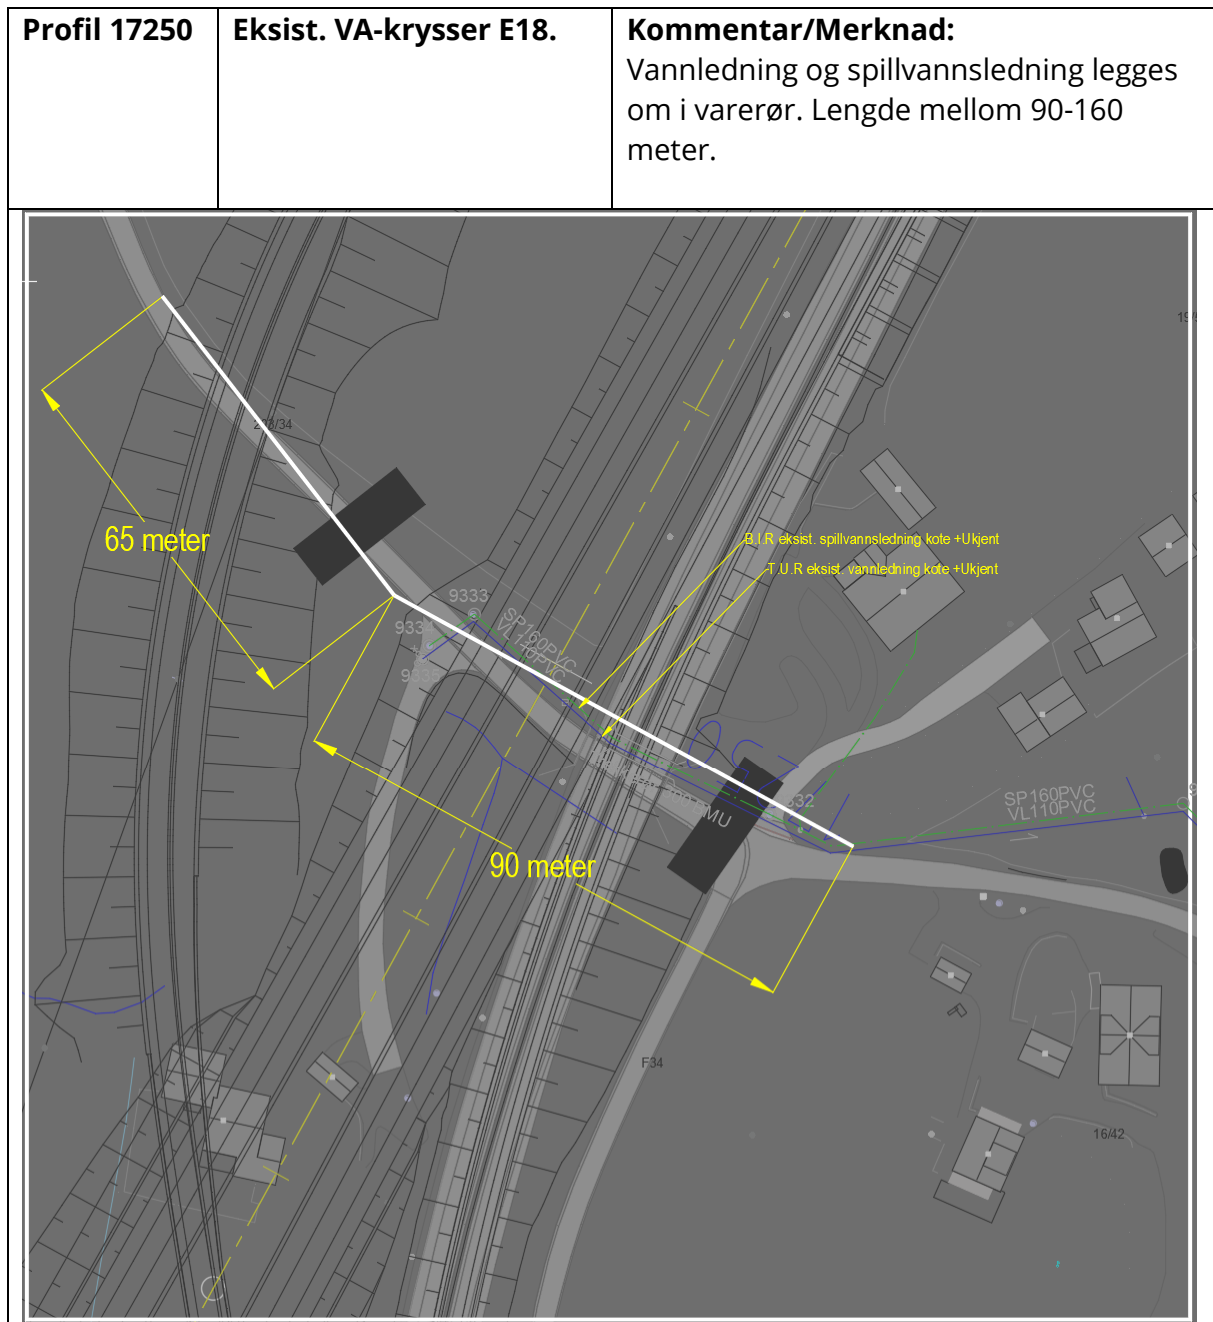 Profil 17250
Eksist. VA-krysser E18.
Kommentar/Merknad:
Vannledning og spillvannsledning legges
om i varerør. Lengde mellom 90-160
meter.
65 meter
B.I.R eksist. spillvannsledning kote +Ukjent
T.U.R eksist. vannledning kote +Ukjent
9333
9334
9335
SP160PVC
VL110PVC
SP160PVC
VL110PVC
90 meter
F34
16/42